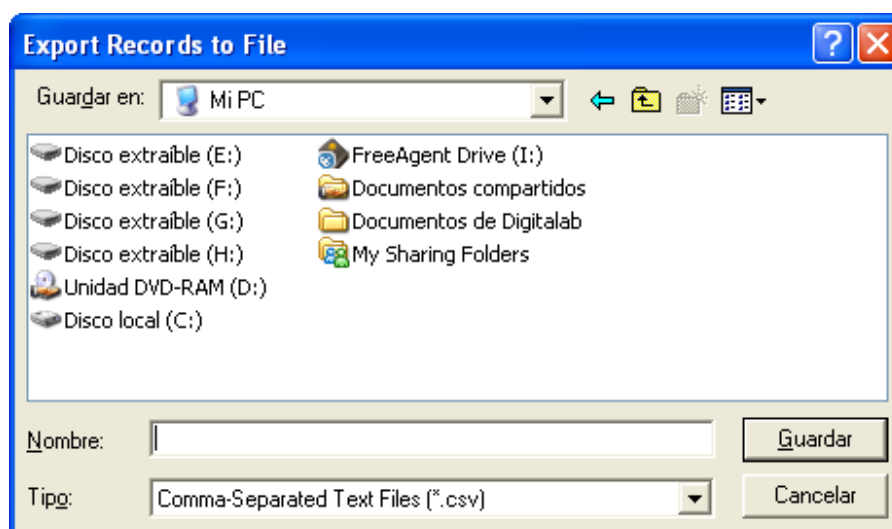 Export Records to File
Guardar en: Mi PC
Disco extraíble (E:)
Disco extraíble (F:)
Disco extraíble (G:)
Disco extraíble (H:)
Unidad DVD-RAM (D:)
Disco local (C:)
FreeAgent Drive (I:)
Documentos compartidos
Documentos de Digitalab
My Sharing Folders
Nombre:
Guardar
Tipo: Comma-Separated Text Files (*.csv)
Cancelar